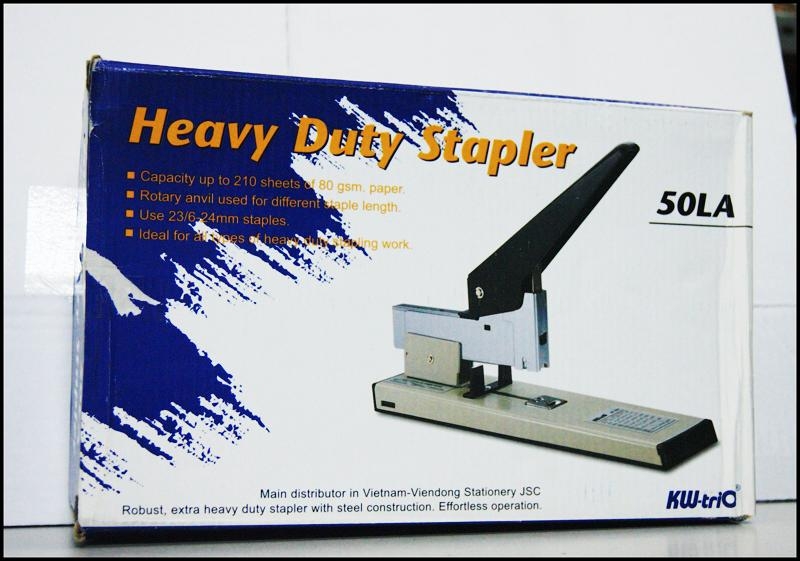 Heavy Duty Stapler
Capacity up to 210 sheets of 80 gsm. paper.
Rotary anvil used for different staple length.
Use 23/6-24mm staples.
Ideal for all types of heavy duty stapling work.
50LA
Main distributor in Vietnam-Viendong Stationery JSC
Robust, extra heavy duty stapler with steel construction. Effortless operation.
KW-triO